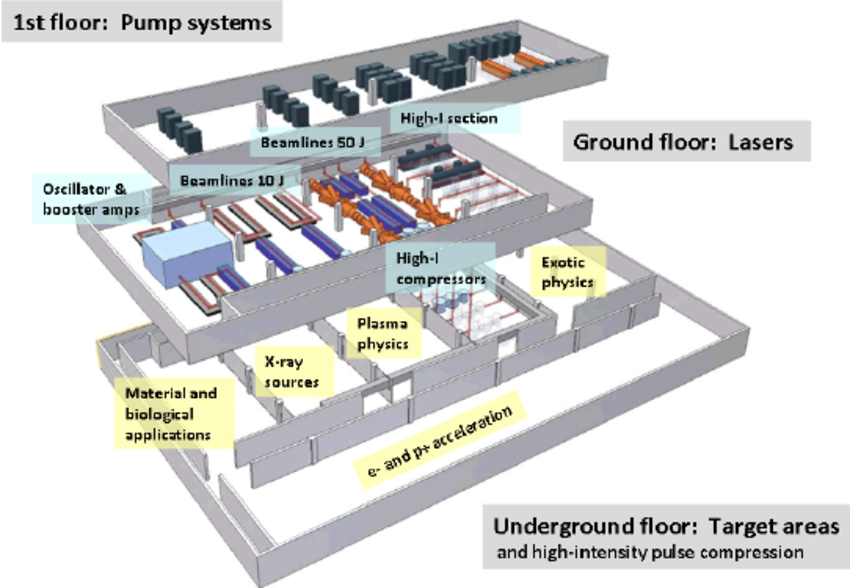 1st floor: Pump systems
High-I section
Beamlines 50 J
Ground floor: Lasers
Beamlines 10 J
Oscillator &
booster amps
High-I
compressors
Exotic
physics
Plasma
physics
X-ray
sources
Material and
biological
applications
e- and p+ acceleration
Underground floor: Target areas
and high-intensity pulse compression